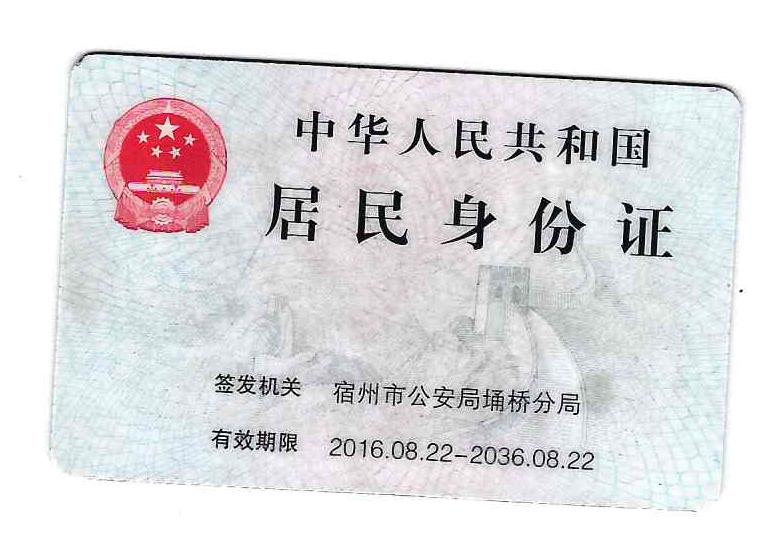 中华人民共和国
居民身份证
签发机关 宿州市公安局埇桥分局
有效期限 2016.08.22-2036.08.22